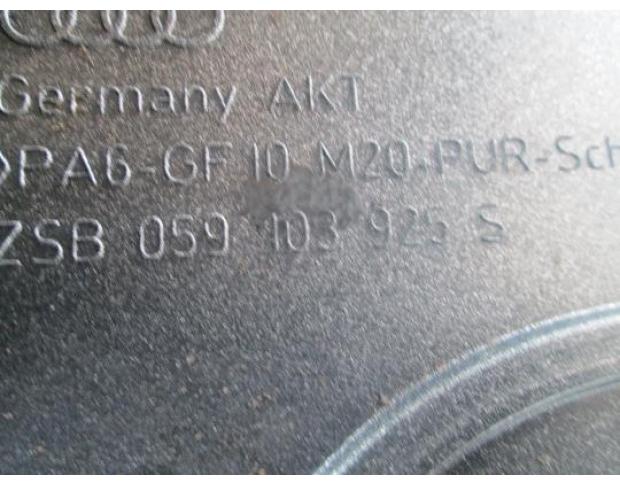 Germany AKT
>PA6-GF10 M20.PUR-Sch
ZSB 059 103 925 S